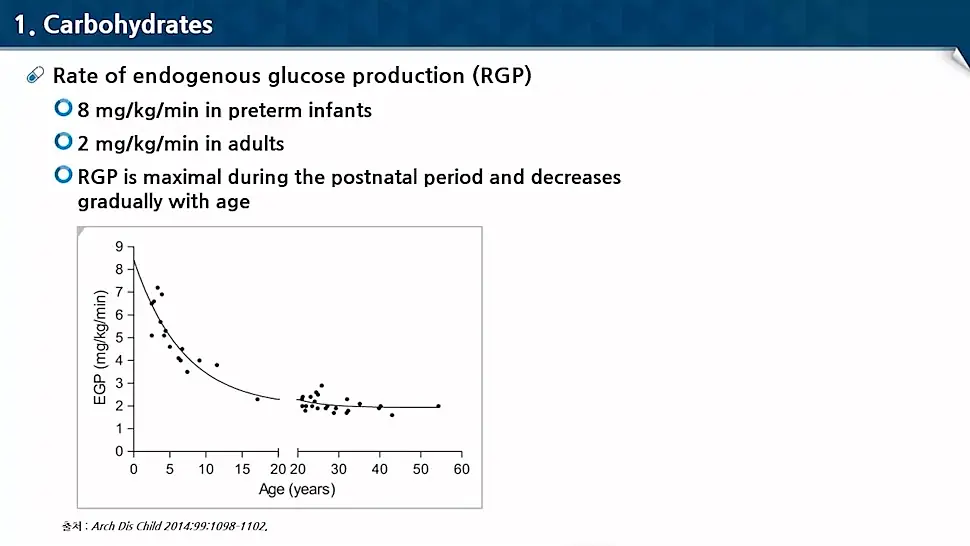 1. Carbohydrates
Rate of endogenous glucose production (RGP)
8 mg/kg/min in preterm infants
2 mg/kg/min in adults
RGP is maximal during the postnatal period and decreases
gradually with age
9
8
7
6
5
4
3
2
1
0
EGP (mg/kg/min)
0 5 10 15 20 20 30 40 50 60
Age (years)
출처 : Arch Dis Child 2014;99:1098-1102.